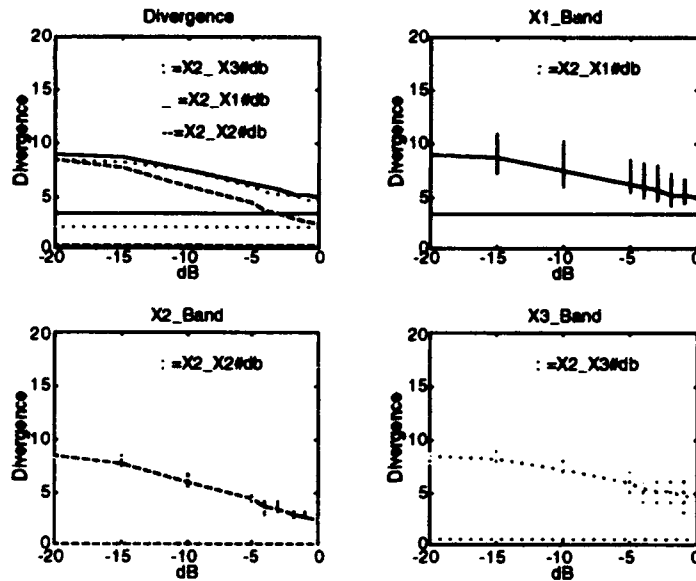 Divergence
20
15
10
5
0
Divergence
: =X2_ X3#db
_ =X2_X1#db
--=X2_X2#db
-20 -15 -10 -5 0
dB
X1_Band
20
15
10
5
0
Divergence
: =X2_X1#db
-20 -15 -10 -5 0
dB
X2_Band
20
15
10
5
0
Divergence
: =X2_X2#db
-20 -15 -10 -5 0
dB
X3_Band
20
15
10
5
0
Divergence
: =X2_X3#db
-20 -15 -10 -5 0
dB